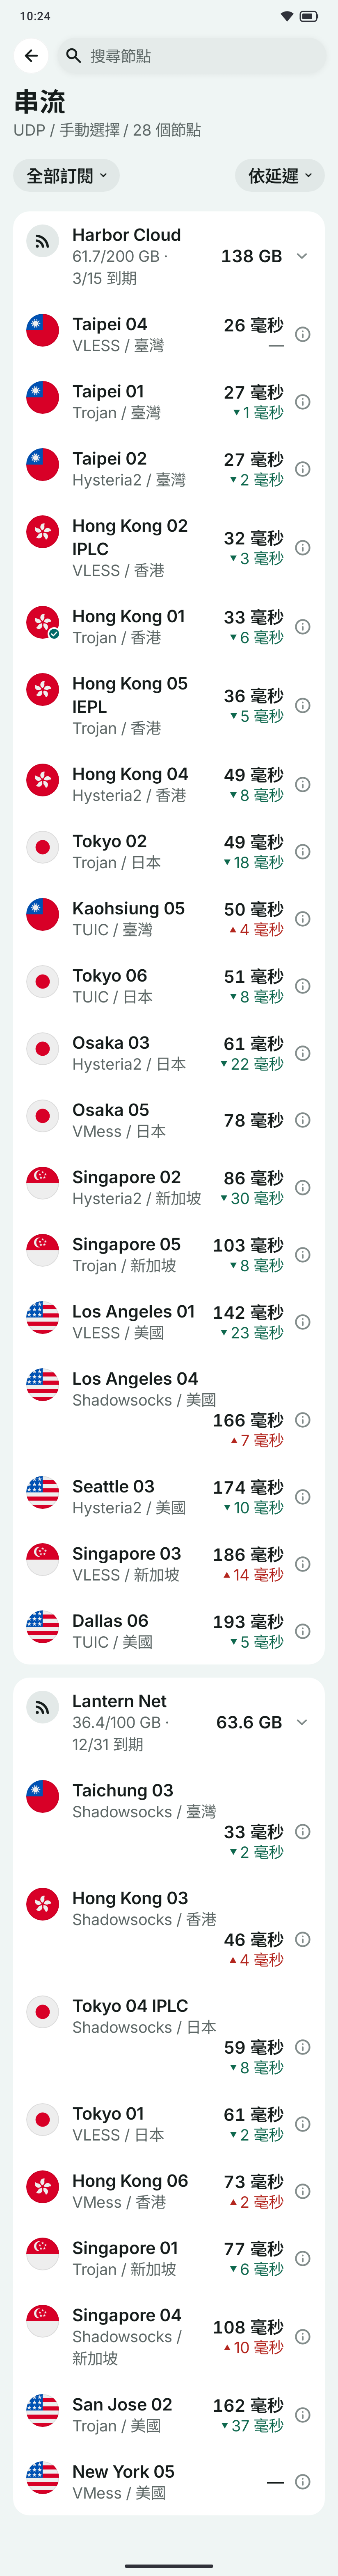 10:24
搜尋節點
串流
UDP / 手動選擇 / 28 個節點
全部訂閱
依延遲
Harbor Cloud
61.7/200 GB ·
3/15 到期
138 GB
Taipei 04
VLESS / 臺灣
26 毫秒
—
Taipei 01
Trojan / 臺灣
27 毫秒
▼1 毫秒
Taipei 02
Hysteria2 / 臺灣
27 毫秒
▼2 毫秒
Hong Kong 02
IPLC
VLESS / 香港
32 毫秒
▼3 毫秒
Hong Kong 01
Trojan / 香港
33 毫秒
▼6 毫秒
Hong Kong 05
IEPL
Trojan / 香港
36 毫秒
▼5 毫秒
Hong Kong 04
Hysteria2 / 香港
49 毫秒
▼8 毫秒
Tokyo 02
Trojan / 日本
49 毫秒
▼18 毫秒
Kaohsiung 05
TUIC / 臺灣
50 毫秒
▲4 毫秒
Tokyo 06
TUIC / 日本
51 毫秒
▼8 毫秒
Osaka 03
Hysteria2 / 日本
61 毫秒
▼22 毫秒
Osaka 05
VMess / 日本
78 毫秒
Singapore 02
Hysteria2 / 新加坡
86 毫秒
▼30 毫秒
Singapore 05
Trojan / 新加坡
103 毫秒
▼8 毫秒
Los Angeles 01
VLESS / 美國
142 毫秒
▼23 毫秒
Los Angeles 04
Shadowsocks / 美國
166 毫秒
▲7 毫秒
Seattle 03
Hysteria2 / 美國
174 毫秒
▼10 毫秒
Singapore 03
VLESS / 新加坡
186 毫秒
▲14 毫秒
Dallas 06
TUIC / 美國
193 毫秒
▼5 毫秒
Lantern Net
36.4/100 GB ·
12/31 到期
63.6 GB
Taichung 03
Shadowsocks / 臺灣
33 毫秒
▼2 毫秒
Hong Kong 03
Shadowsocks / 香港
46 毫秒
▲4 毫秒
Tokyo 04 IPLC
Shadowsocks / 日本
59 毫秒
▼8 毫秒
Tokyo 01
VLESS / 日本
61 毫秒
▼2 毫秒
Hong Kong 06
VMess / 香港
73 毫秒
▲2 毫秒
Singapore 01
Trojan / 新加坡
77 毫秒
▼6 毫秒
Singapore 04
Shadowsocks /
新加坡
108 毫秒
▲10 毫秒
San Jose 02
Trojan / 美國
162 毫秒
▼37 毫秒
New York 05
VMess / 美國
—